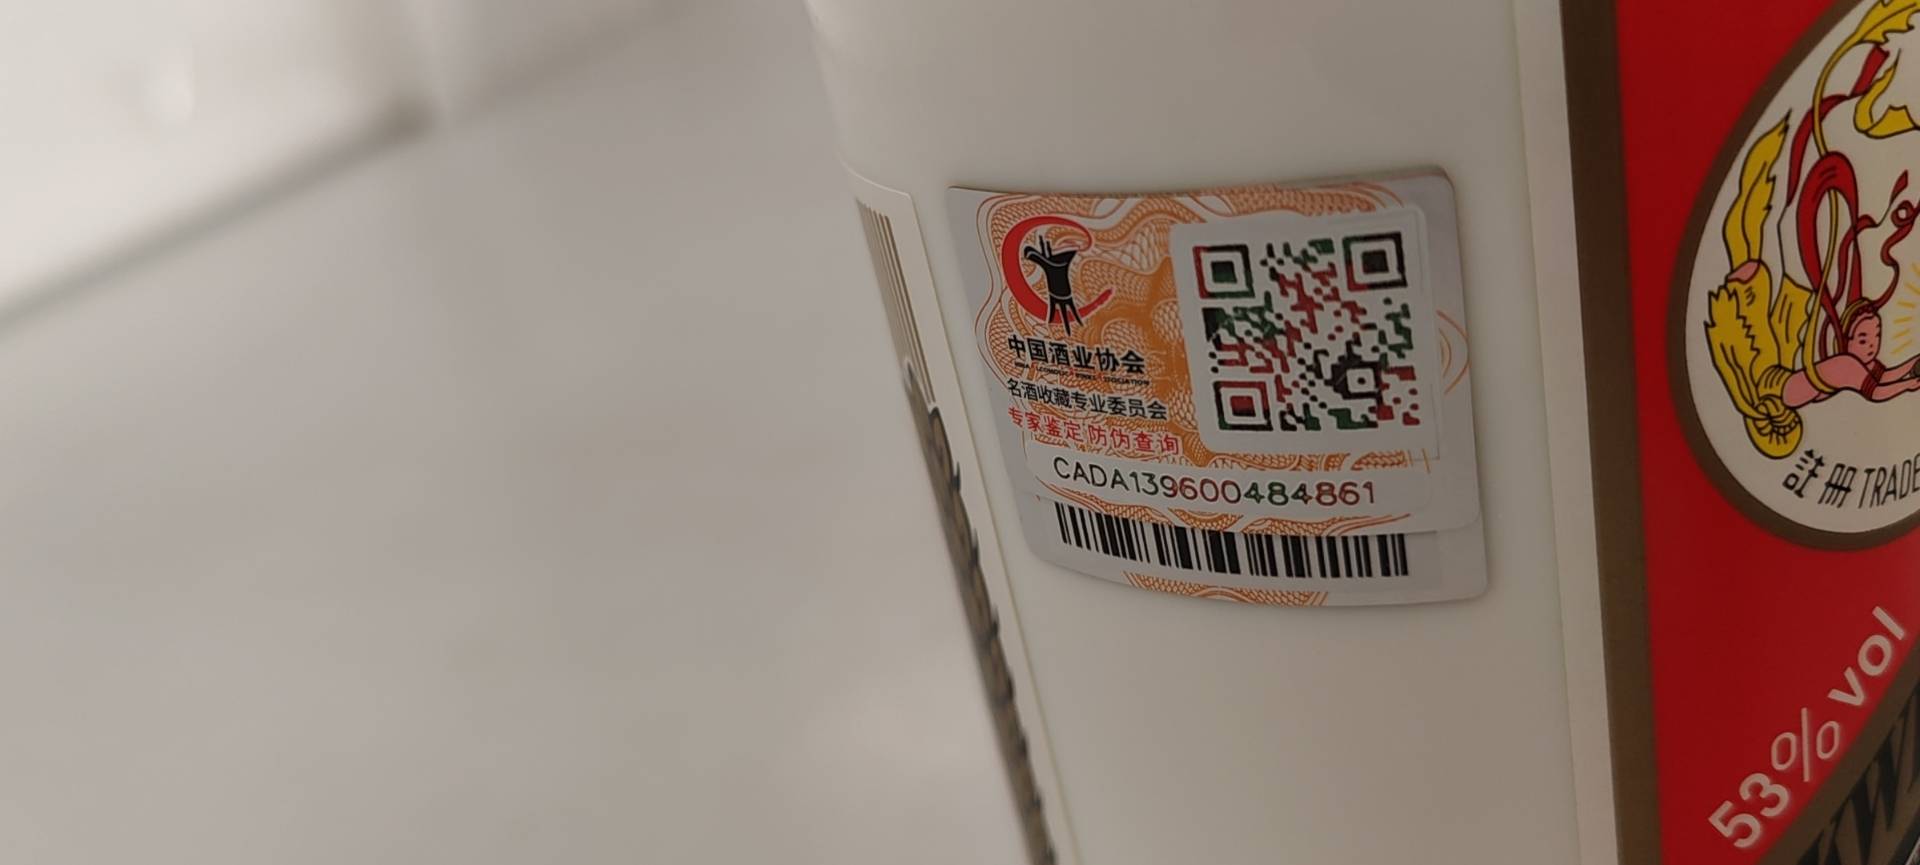 中国酒业协会
名酒收藏专业委员会
专家鉴定 防伪查询
CADA139600484861
註册 TRADE
53% vol